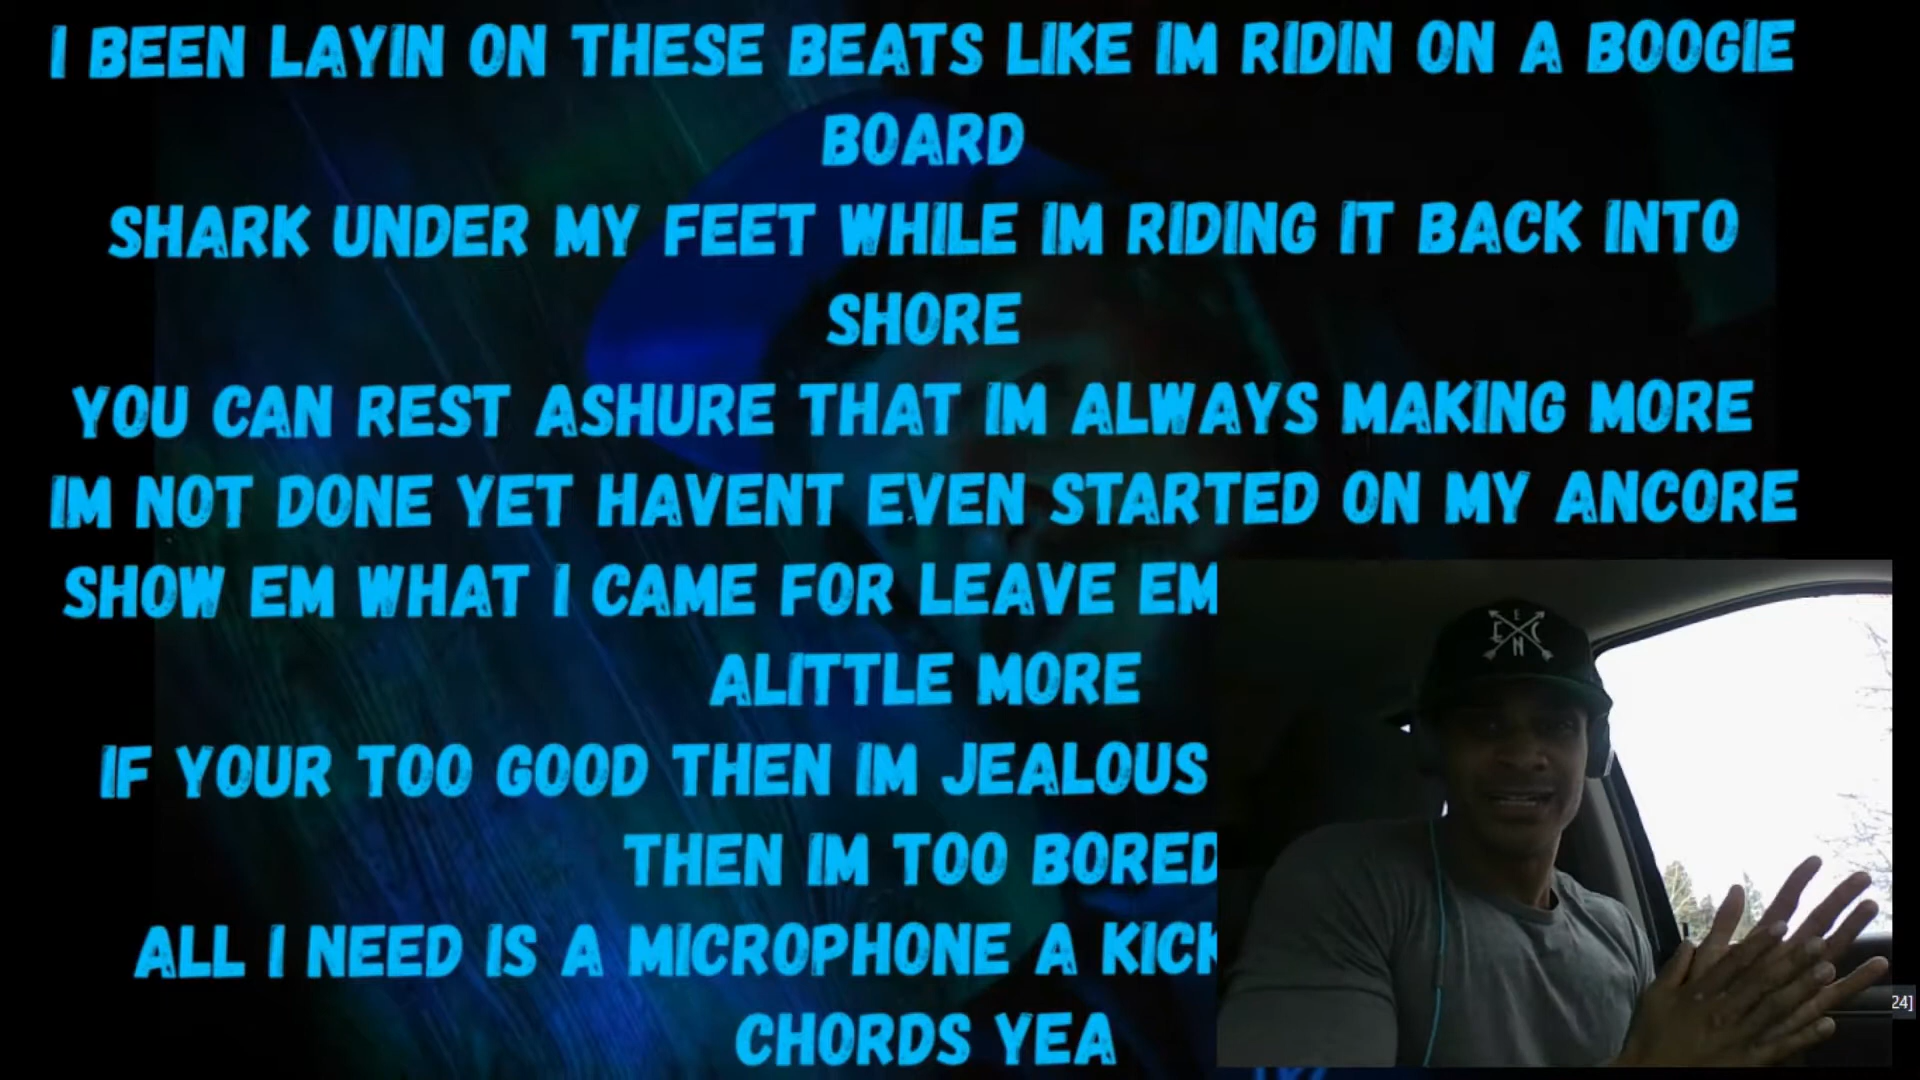 I BEEN LAYIN ON THESE BEATS LIKE IM RIDIN ON A BOOGIE
BOARD
SHARK UNDER MY FEET WHILE IM RIDING IT BACK INTO
SHORE
YOU CAN REST ASHURE THAT IM ALWAYS MAKING MORE
IM NOT DONE YET HAVENT EVEN STARTED ON MY ANCORE
SHOW EM WHAT I CAME FOR LEAVE EM
ALITTLE MORE
IF YOUR TOO GOOD THEN IM JEALOUS
THEN IM TOO BORED
ALL I NEED IS A MICROPHONE A KICK
CHORDS YEA
E
E C
N
24]